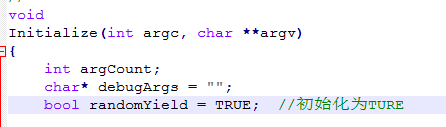 void
Initialize(int argc, char **argv)
{
int argCount;
char* debugArgs = "";
bool randomYield = TRUE; //初始化为TURE